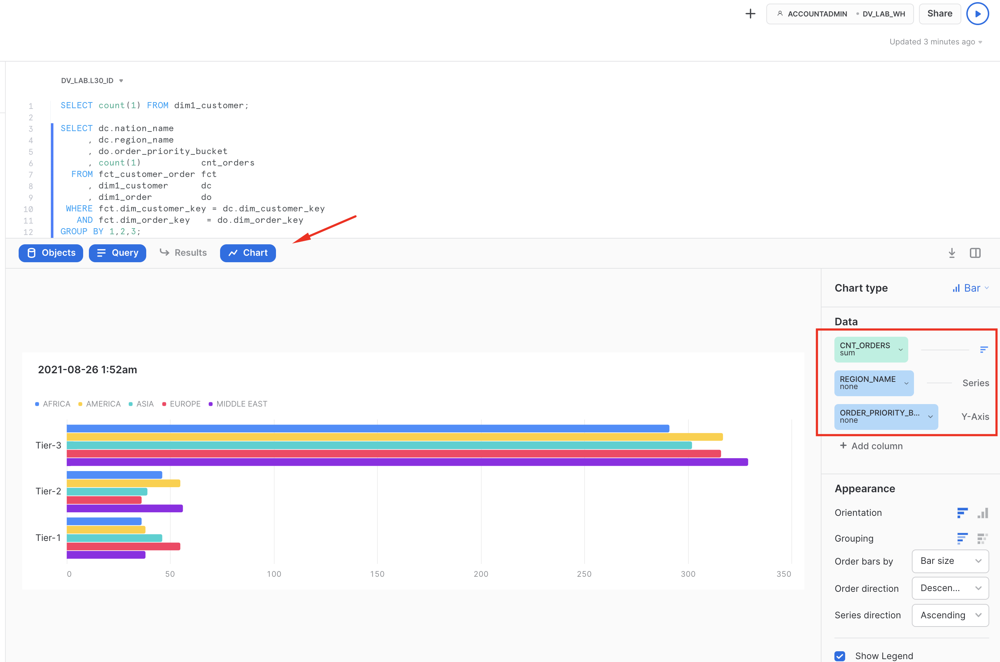 + ACCOUNTADMIN • DV_LAB_WH Share
Updated 3 minutes ago
DV_LAB.L30_ID
1 SELECT count(1) FROM dim1_customer;
2
3 SELECT dc.nation_name
4 , dc.region_name
5 , do.order_priority_bucket
6 , count(1) cnt_orders
7 FROM fct_customer_order fct
8 , dim1_customer dc
9 , dim1_order do
10 WHERE fct.dim_customer_key = dc.dim_customer_key
11 AND fct.dim_order_key = do.dim_order_key
12 GROUP BY 1,2,3;
Objects Query Results Chart
2021-08-26 1:52am
AFRICA AMERICA ASIA EUROPE MIDDLE EAST
Tier-3
Tier-2
Tier-1
0 50 100 150 200 250 300 350
Chart type Bar
Data
CNT_ORDERS
sum
REGION_NAME
none
Series
ORDER_PRIORITY_B...
none
Y-Axis
+ Add column
Appearance
Orientation
Grouping
Order bars by Bar size
Order direction Descen...
Series direction Ascending
Show Legend